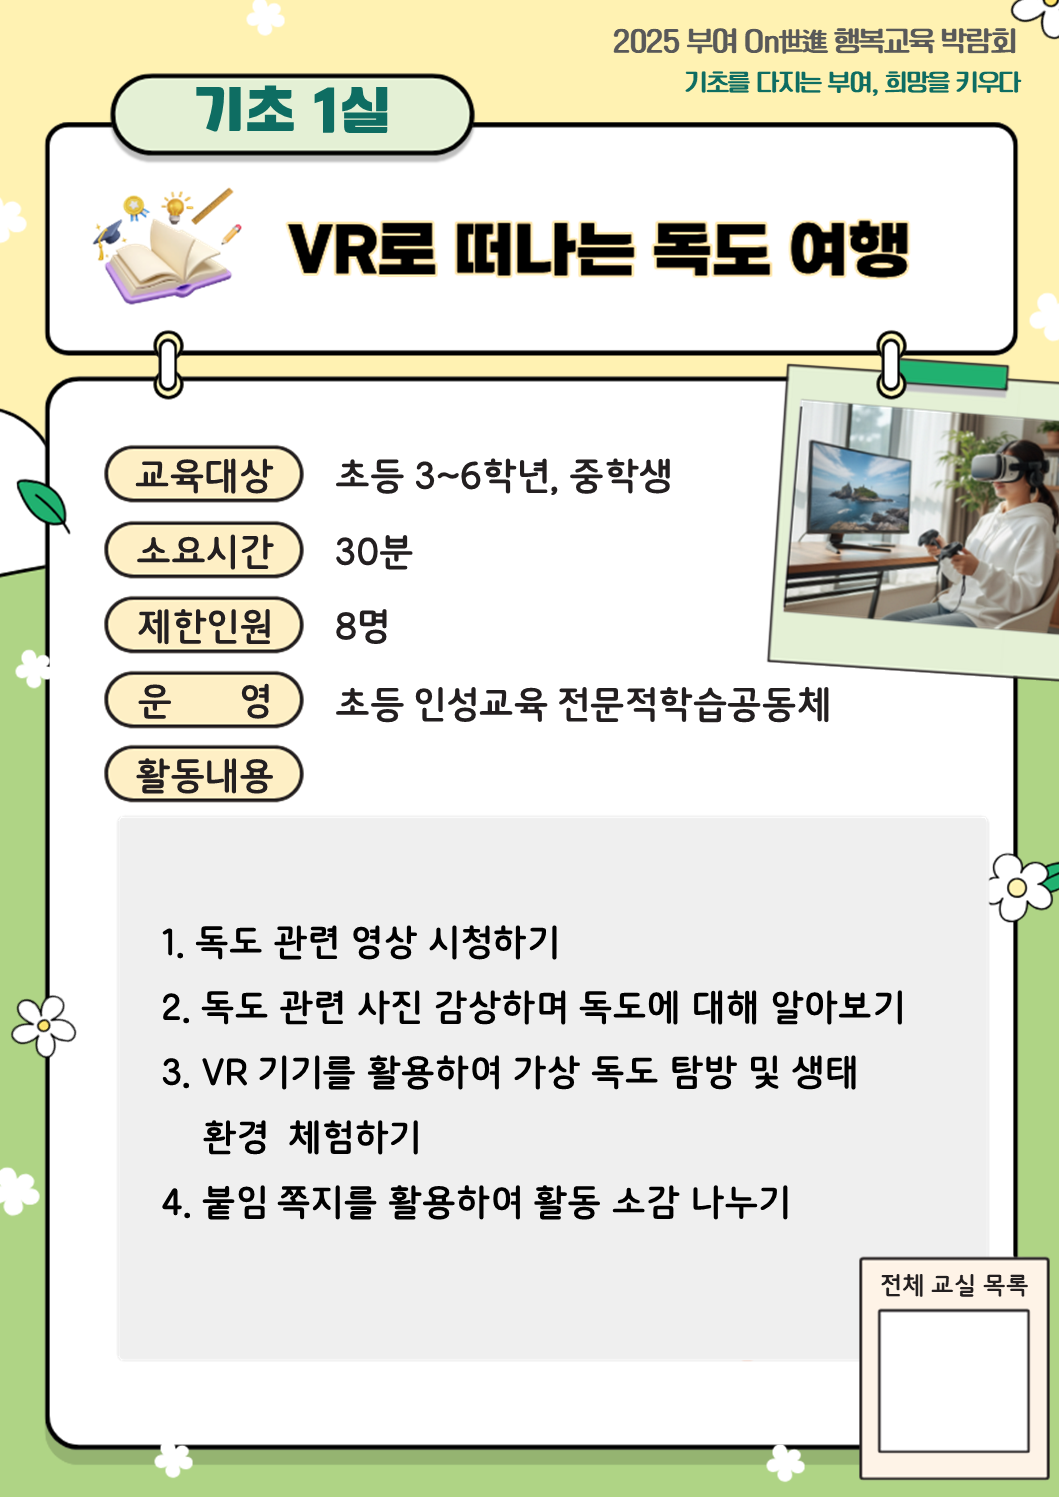 2025 부여 On世進 행복교육 박람회
기초를 다지는 부여, 희망을 키우다
기초 1실
VR로 떠나는 독도 여행
교육대상 초등 3~6학년, 중학생
소요시간 30분
제한인원 8명
운 영 초등 인성교육 전문적학습공동체
활동내용
1. 독도 관련 영상 시청하기
2. 독도 관련 사진 감상하며 독도에 대해 알아보기
3. VR 기기를 활용하여 가상 독도 탐방 및 생태
환경 체험하기
4. 붙임 쪽지를 활용하여 활동 소감 나누기
전체 교실 목록